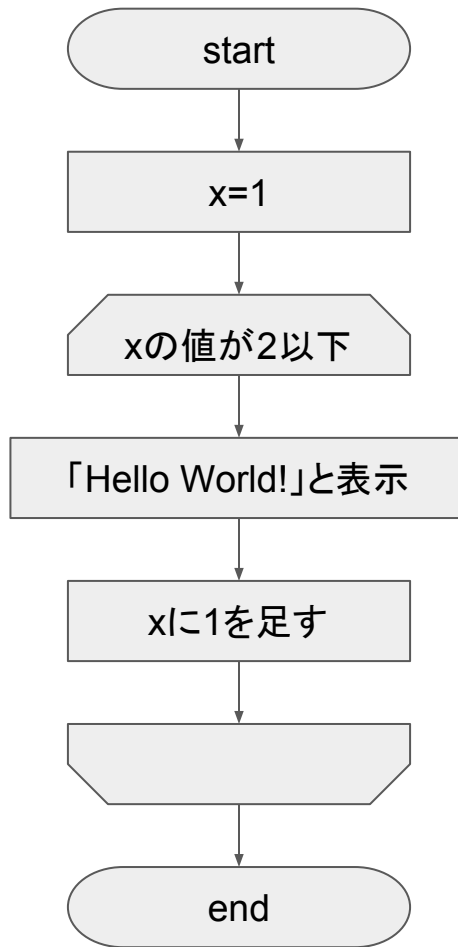 start
x=1
xの値が2以下
「Hello World!」と表示
xに1を足す
end